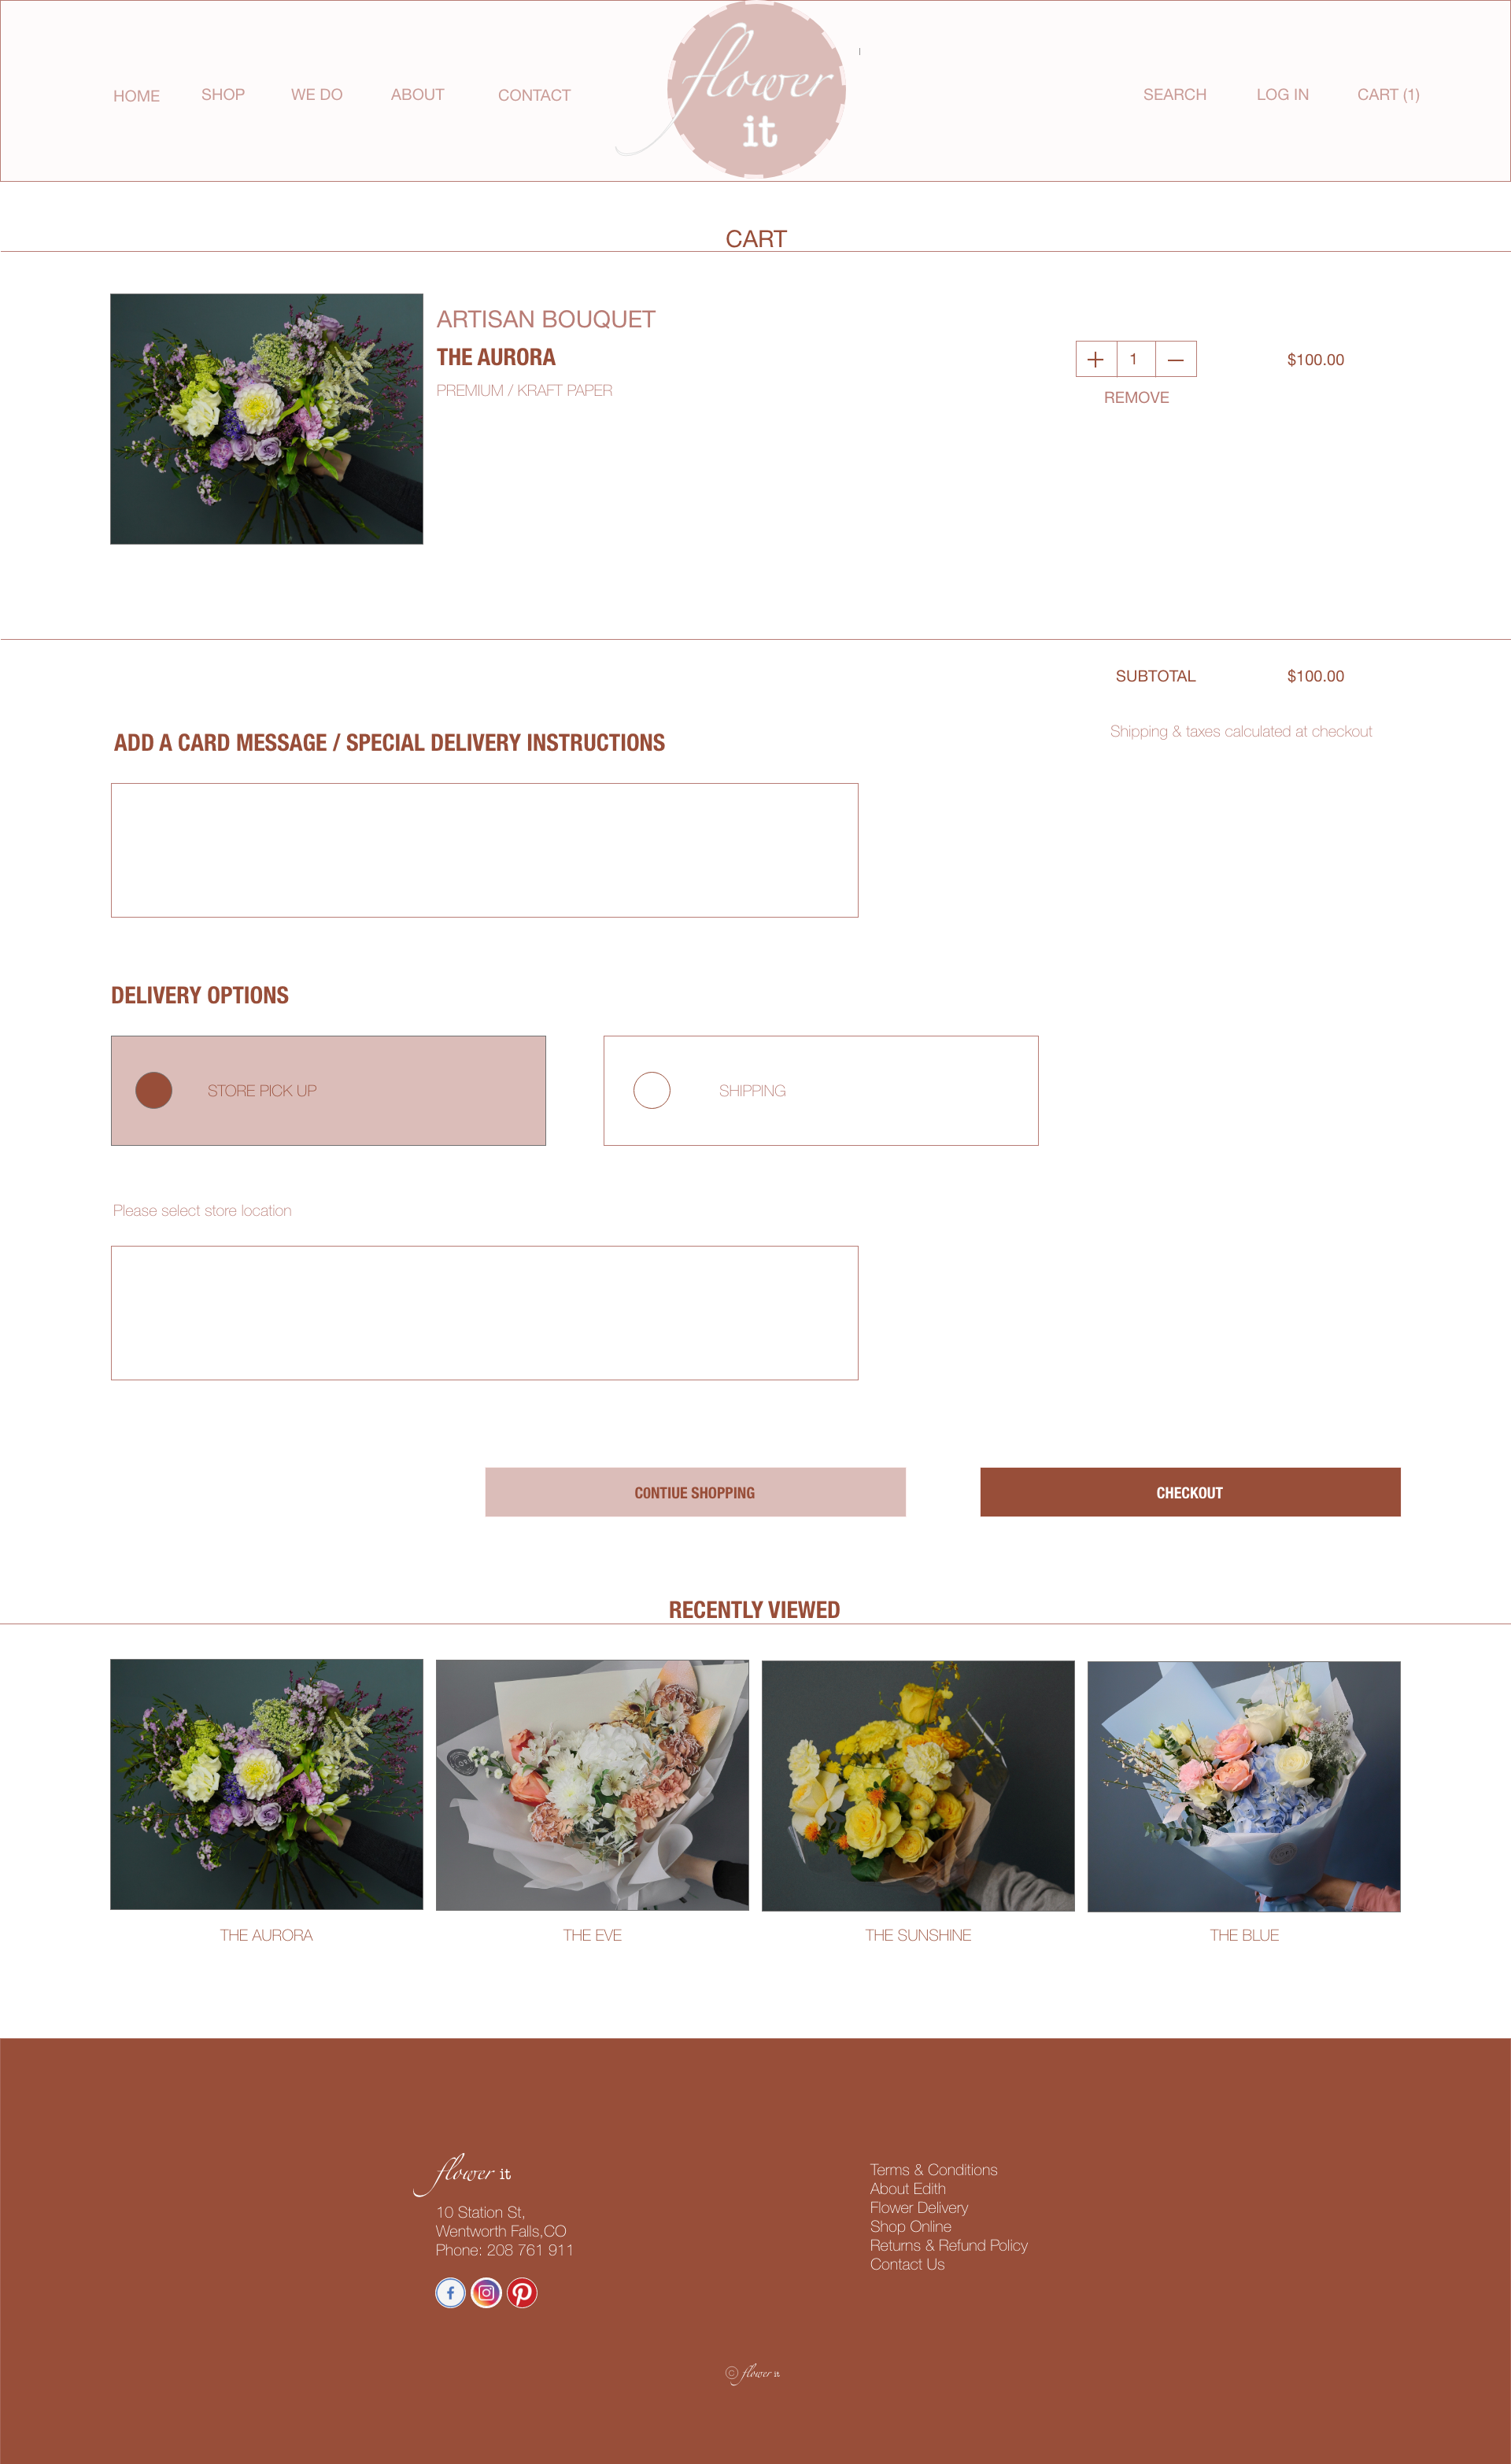 HOME SHOP WE DO ABOUT CONTACT
flower
it
SEARCH LOG IN CART (1)
CART
ARTISAN BOUQUET
THE AURORA
PREMIUM / KRAFT PAPER
1
REMOVE
$100.00
SUBTOTAL $100.00
Shipping & taxes calculated at checkout
ADD A CARD MESSAGE / SPECIAL DELIVERY INSTRUCTIONS
DELIVERY OPTIONS
STORE PICK UP
SHIPPING
Please select store location
CONTIUE SHOPPING
CHECKOUT
RECENTLY VIEWED
THE AURORA
THE EVE
THE SUNSHINE
THE BLUE
flower it
10 Station St,
Wentworth Falls,CO
Phone: 208 761 911
Terms & Conditions
About Edith
Flower Delivery
Shop Online
Returns & Refund Policy
Contact Us
© flower it